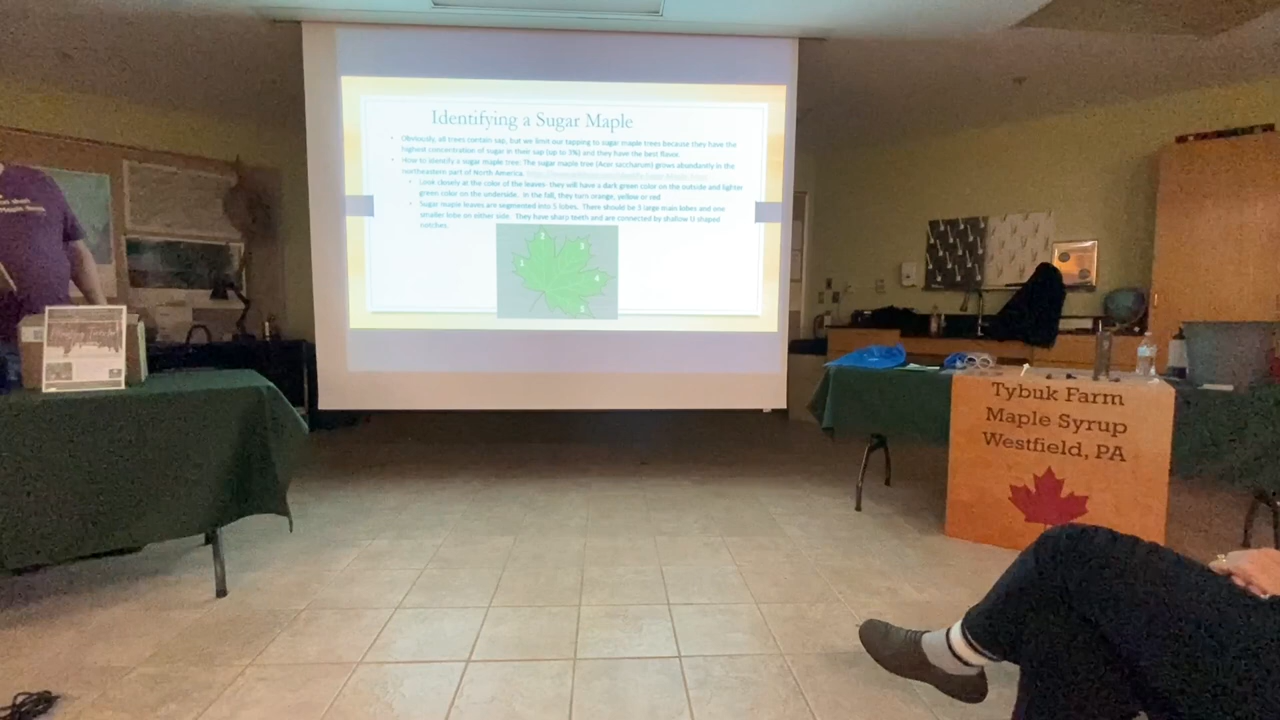 Identifying a Sugar Maple
• Obviously, all trees contain sap, but we limit our tapping to sugar maple trees because they have the
highest concentration of sugar in their sap (up to 3%) and they have the best flavor.
• How to identify a sugar maple tree: The sugar maple tree (Acer saccharum) grows abundantly in the
northeastern part of North America.
• Look closely at the color of the leaves- they will have a dark green color on the outside and lighter
green color on the underside. In the fall, they turn orange, yellow or red
• Sugar maple leaves are segmented into 5 lobes. There should be 3 large main lobes and one
smaller lobe on either side. They have sharp teeth and are connected by shallow U shaped
notches.
1
2
3
4
5
Tybuk Farm
Maple Syrup
Westfield, PA